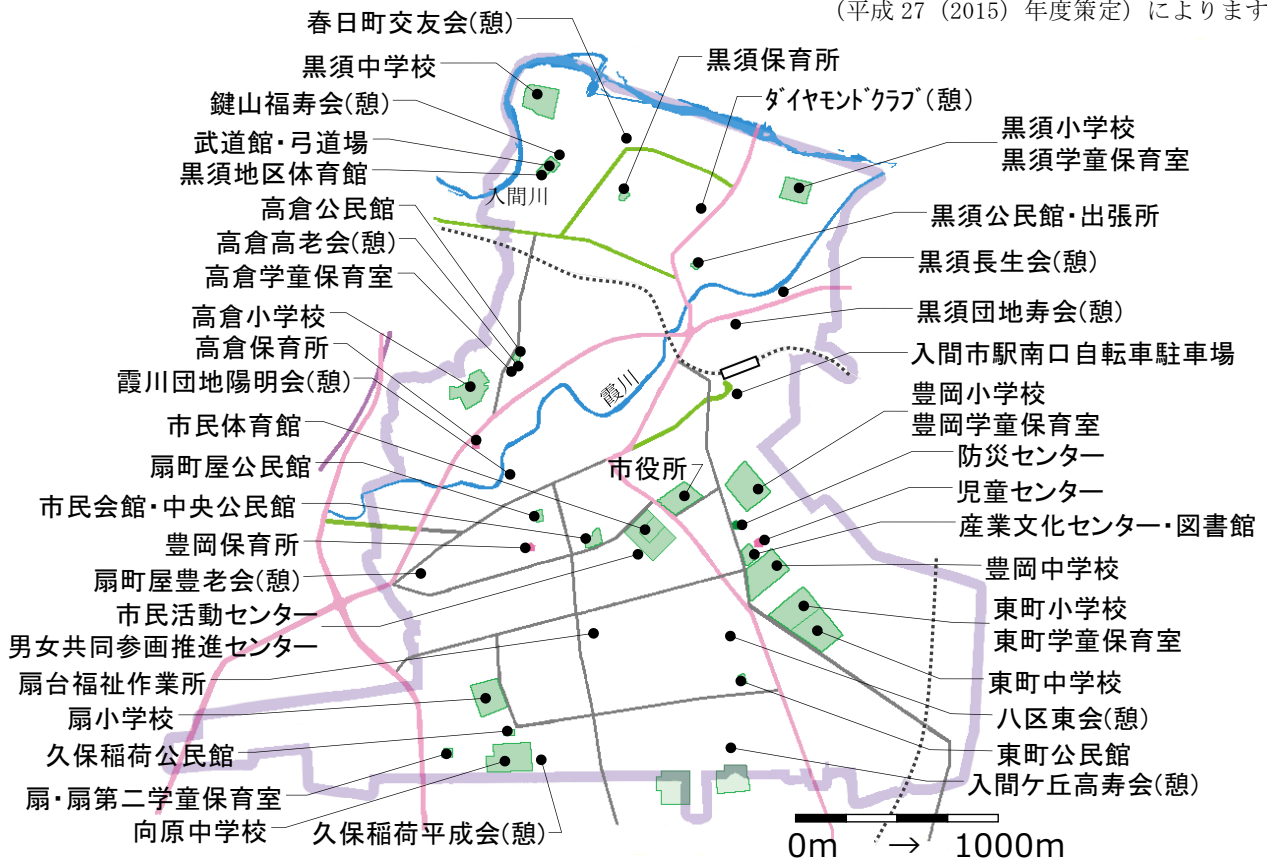 (平成 27 (2015) 年度策定) によります
春日町交友会(憩)
黒須中学校
鍵山福寿会(憩)
武道館・弓道場
黒須地区体育館
高倉公民館
高倉高老会(憩)
高倉学童保育室
高倉小学校
高倉保育所
霞川団地陽明会(憩)
市民体育館
扇町屋公民館
市民会館・中央公民館
豊岡保育所
扇町屋豊老会(憩)
市民活動センター
男女共同参画推進センター
扇台福祉作業所
扇小学校
久保稲荷公民館
扇・扇第二学童保育室
向原中学校
久保稲荷平成会(憩)
入間川
霞川
市役所
黒須保育所
ダイヤモンドクラブ(憩)
黒須小学校
黒須学童保育室
黒須公民館・出張所
黒須長生会(憩)
黒須団地寿会(憩)
入間市駅南口自転車駐車場
豊岡小学校
豊岡学童保育室
防災センター
児童センター
産業文化センター・図書館
豊岡中学校
東町小学校
東町学童保育室
東町中学校
八区東会(憩)
東町公民館
入間ケ丘高寿会(憩)
0m → 1000m